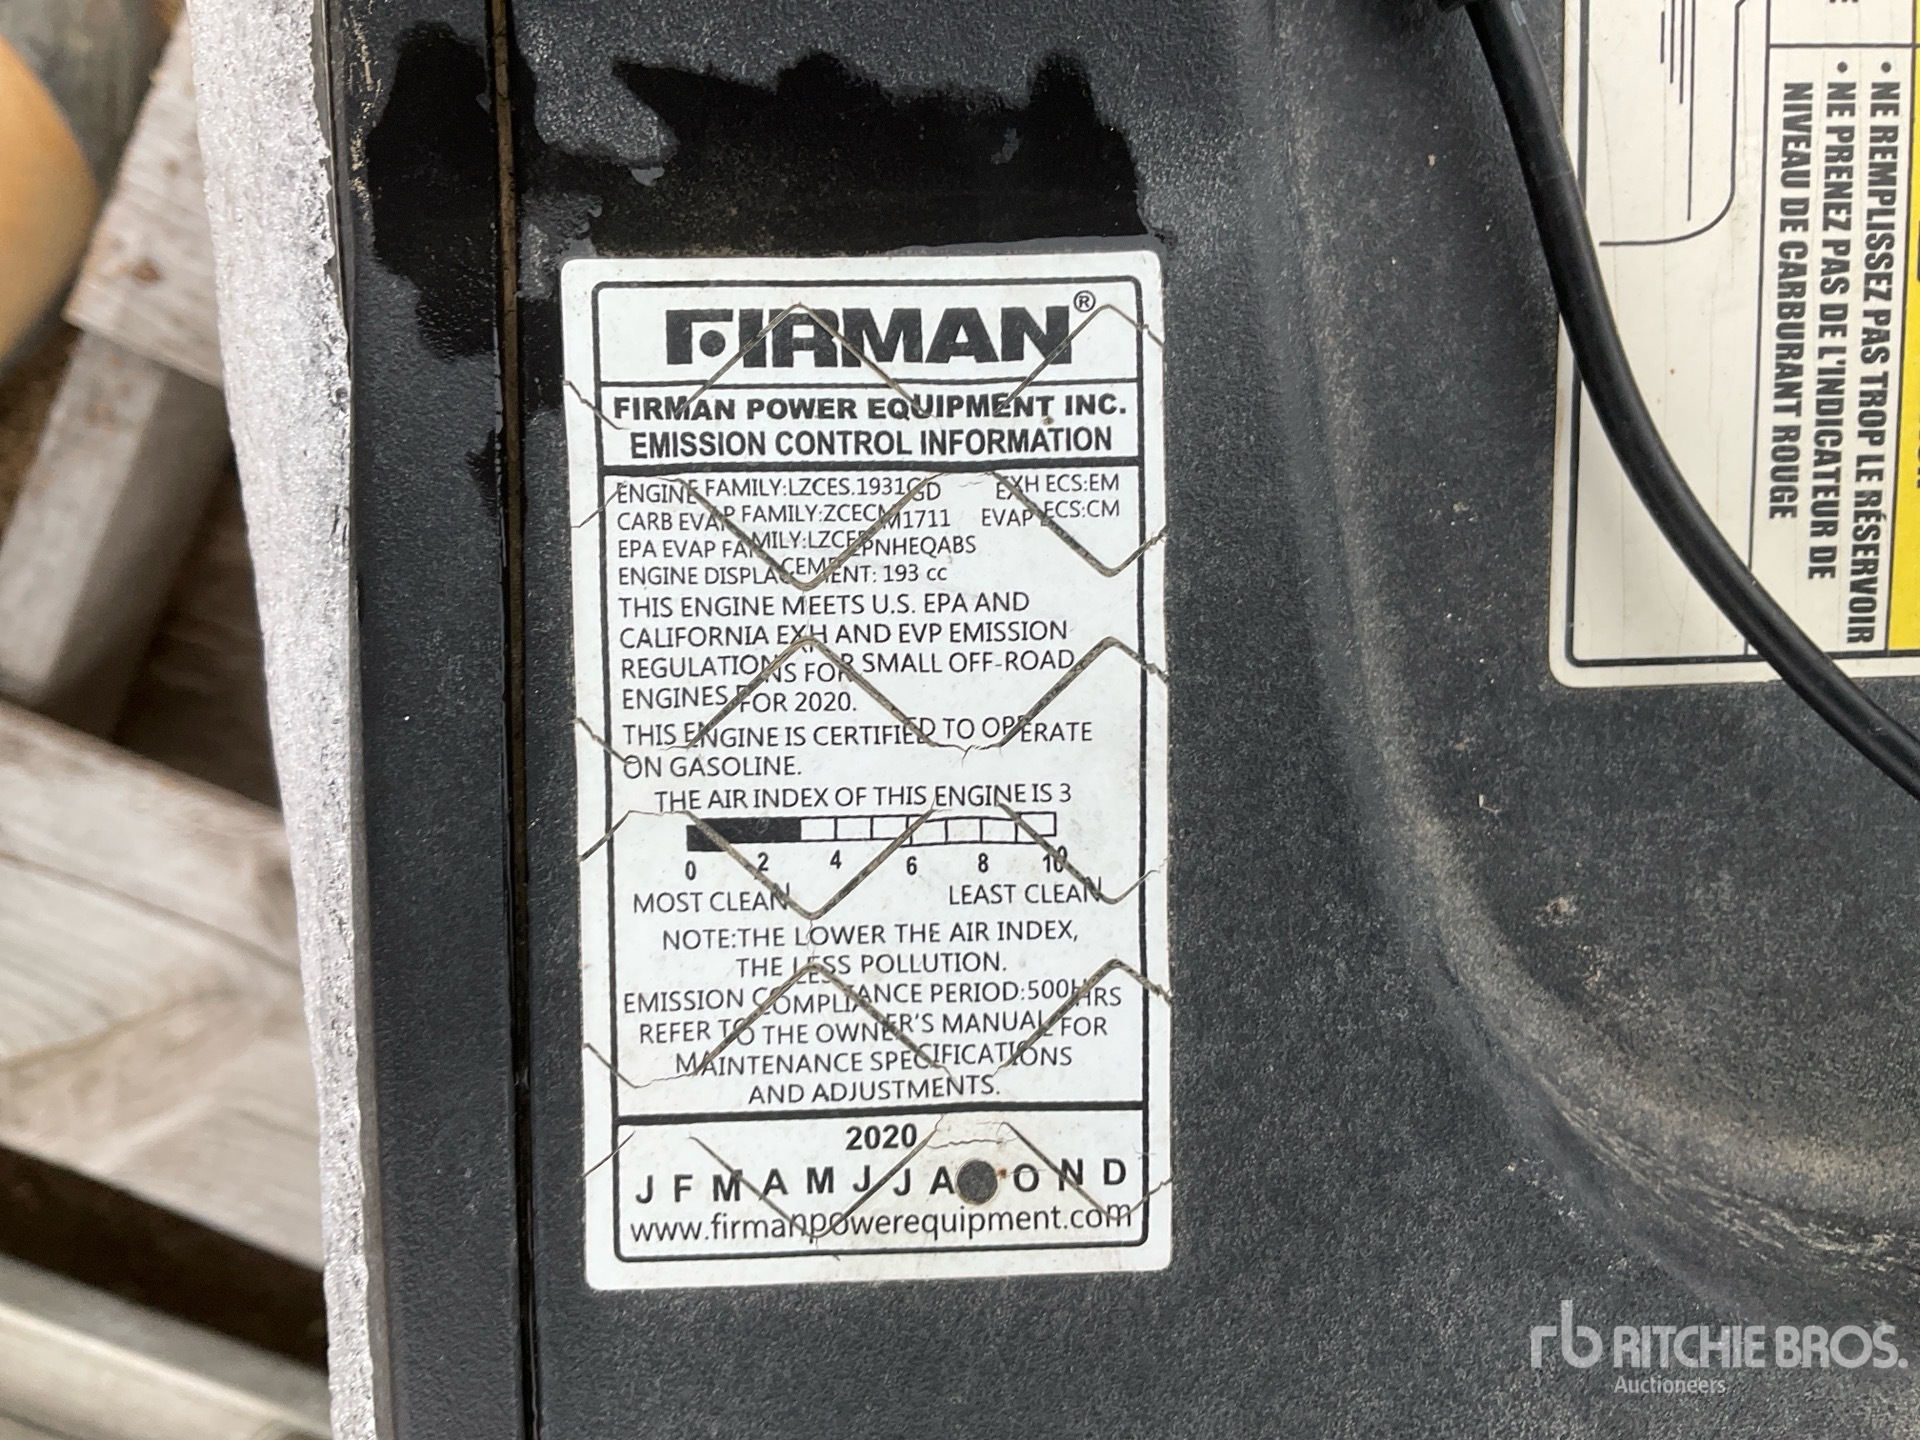 FIRMAN®
FIRMAN POWER EQUIPMENT INC.
EMISSION CONTROL INFORMATION
ENGINE FAMILY:LZCES.1931GD EXH ECS:EM
CARB EVAP FAMILY:ZCECM1711 EVAP ECS:CM
EPA EVAP FAMILY:LZCEPNHEQABS
ENGINE DISPLACEMENT: 193 cc
THIS ENGINE MEETS U.S. EPA AND
CALIFORNIA EXH AND EVP EMISSION
REGULATIONS FOR SMALL OFF-ROAD
ENGINES FOR 2020.
THIS ENGINE IS CERTIFIED TO OPERATE
ON GASOLINE.
THE AIR INDEX OF THIS ENGINE IS 3
0 2 4 6 8 10
MOST CLEAN LEAST CLEAN
NOTE:THE LOWER THE AIR INDEX,
THE LESS POLLUTION.
EMISSION COMPLIANCE PERIOD:500HRS
REFER TO THE OWNER'S MANUAL FOR
MAINTENANCE SPECIFICATIONS
AND ADJUSTMENTS.
2020
J F M A M J J A O N D
www.firmanpowerequipment.com
• NE REMPLISSEZ PAS TROP LE RÉSERVOIR
• NE PRENEZ PAS DE L'INDICATEUR DE
NIVEAU DE CARBURANT ROUGE
rb RITCHIE BROS.
Auctioneers